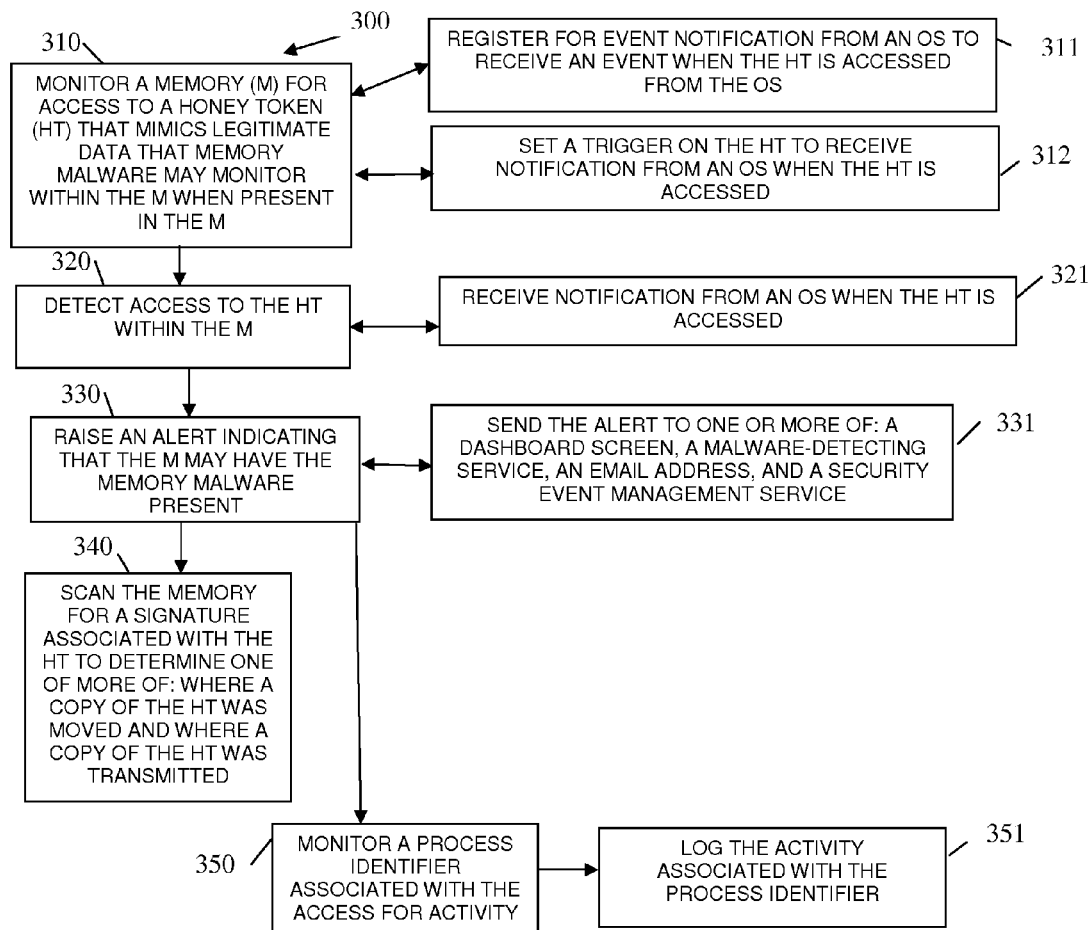 300
310
MONITOR A MEMORY (M) FOR
ACCESS TO A HONEY TOKEN
(HT) THAT MIMICS LEGITIMATE
DATA THAT MEMORY
MALWARE MAY MONITOR
WITHIN THE M WHEN PRESENT
IN THE M
REGISTER FOR EVENT NOTIFICATION FROM AN OS TO
RECEIVE AN EVENT WHEN THE HT IS ACCESSED
FROM THE OS
311
SET A TRIGGER ON THE HT TO RECEIVE
NOTIFICATION FROM AN OS WHEN THE HT IS
ACCESSED
312
320
DETECT ACCESS TO THE HT
WITHIN THE M
RECEIVE NOTIFICATION FROM AN OS WHEN THE HT IS
ACCESSED
321
330
RAISE AN ALERT INDICATING
THAT THE M MAY HAVE THE
MEMORY MALWARE
PRESENT
SEND THE ALERT TO ONE OR MORE OF: A
DASHBOARD SCREEN, A MALWARE-DETECTING
SERVICE, AN EMAIL ADDRESS, AND A SECURITY
EVENT MANAGEMENT SERVICE
331
340
SCAN THE MEMORY
FOR A SIGNATURE
ASSOCIATED WITH THE
HT TO DETERMINE ONE
OF MORE OF: WHERE A
COPY OF THE HT WAS
MOVED AND WHERE A
COPY OF THE HT WAS
TRANSMITTED
350
MONITOR A PROCESS
IDENTIFIER
ASSOCIATED WITH THE
ACCESS FOR ACTIVITY
LOG THE ACTIVITY
ASSOCIATED WITH THE
PROCESS IDENTIFIER
351